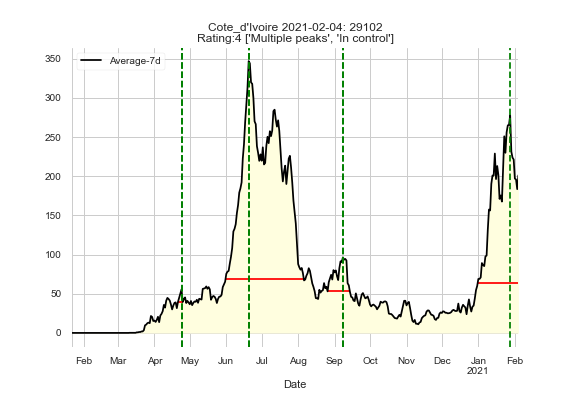 Cote_d'Ivoire 2021-02-04: 29102
Rating:4 ['Multiple peaks', 'In control']
Average-7d
350
300
250
200
150
100
50
0
Feb Mar Apr May Jun Jul Aug Sep Oct Nov Dec Jan Feb
2021
Date